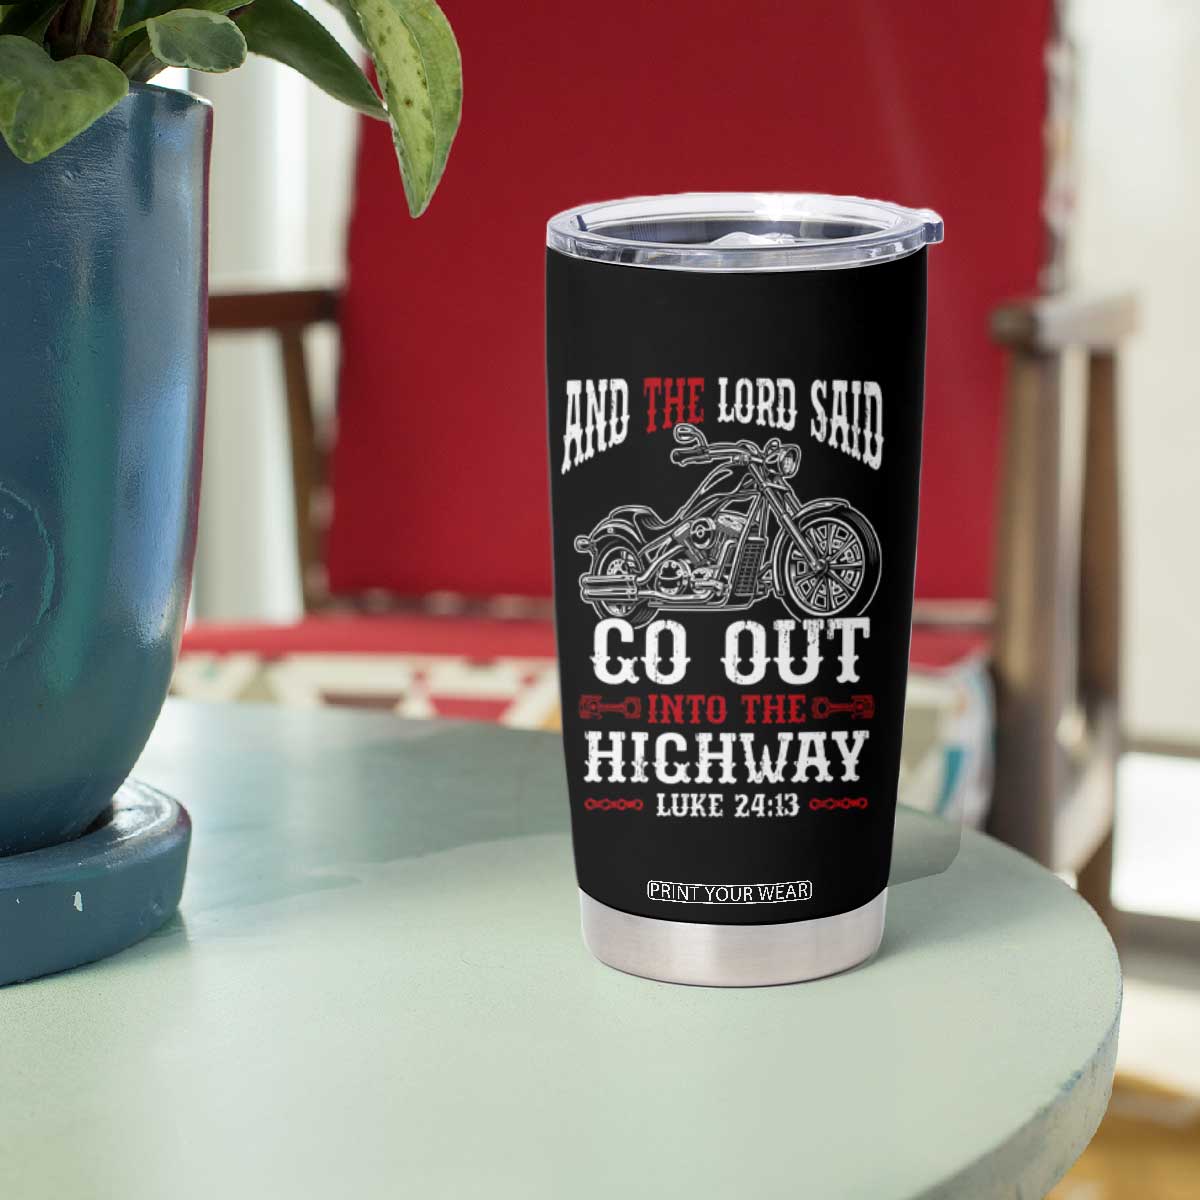 AND THE LORD SAID
GO OUT
INTO THE
HIGHWAY
LUKE 24:13
PRINT YOUR WEAR